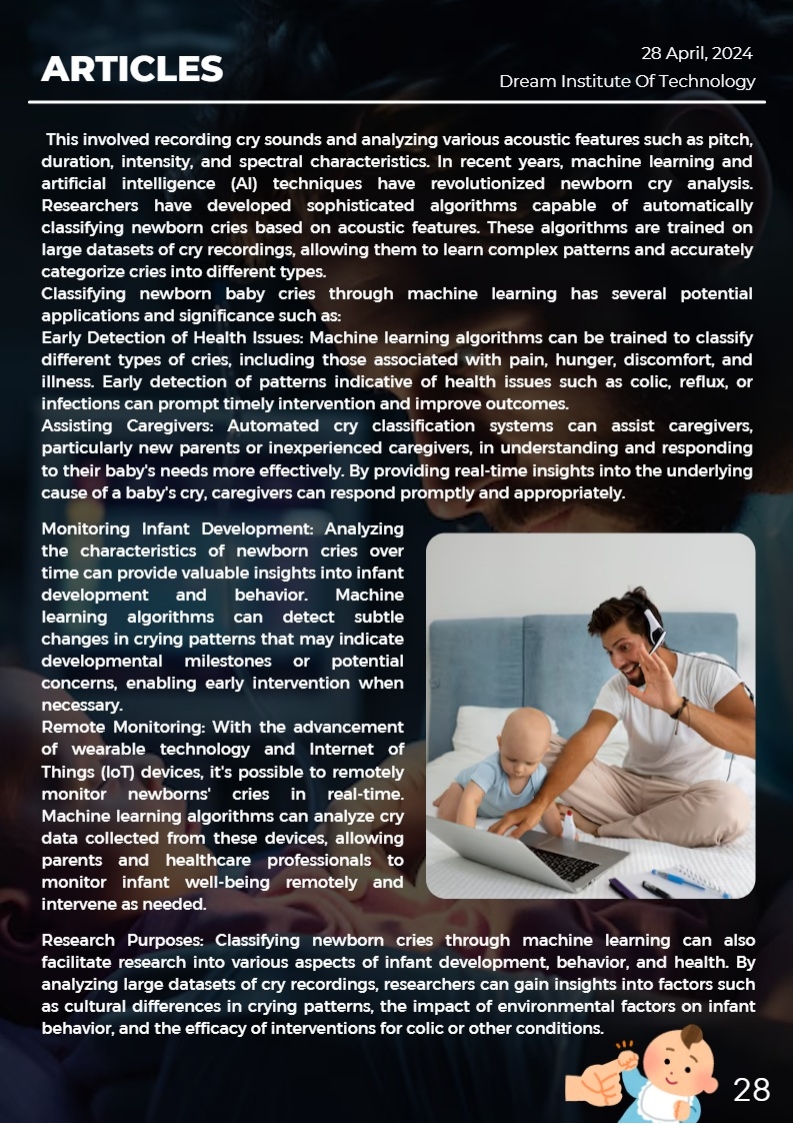 ARTICLES
28 April, 2024
Dream Institute Of Technology
This involved recording cry sounds and analyzing various acoustic features such as pitch,
duration, intensity, and spectral characteristics. In recent years, machine learning and
artificial intelligence (AI) techniques have revolutionized newborn cry analysis.
Researchers have developed sophisticated algorithms capable of automatically
classifying newborn cries based on acoustic features. These algorithms are trained on
large datasets of cry recordings, allowing them to learn complex patterns and accurately
categorize cries into different types.
Classifying newborn baby cries through machine learning has several potential
applications and significance such as:
Early Detection of Health Issues: Machine learning algorithms can be trained to classify
different types of cries, including those associated with pain, hunger, discomfort, and
illness. Early detection of patterns indicative of health issues such as colic, reflux, or
infections can prompt timely intervention and improve outcomes.
Assisting Caregivers: Automated cry classification systems can assist caregivers,
particularly new parents or inexperienced caregivers, in understanding and responding
to their baby's needs more effectively. By providing real-time insights into the underlying
cause of a baby's cry, caregivers can respond promptly and appropriately.
Monitoring Infant Development: Analyzing
the characteristics of newborn cries over
time can provide valuable insights into infant
development and behavior. Machine
learning algorithms can detect subtle
changes in crying patterns that may indicate
developmental milestones or potential
concerns, enabling early intervention when
necessary.
Remote Monitoring: With the advancement
of wearable technology and Internet of
Things (IoT) devices, it's possible to remotely
monitor newborns' cries in real-time.
Machine learning algorithms can analyze cry
data collected from these devices, allowing
parents and healthcare professionals to
monitor infant well-being remotely and
intervene as needed.
Research Purposes: Classifying newborn cries through machine learning can also
facilitate research into various aspects of infant development, behavior, and health. By
analyzing large datasets of cry recordings, researchers can gain insights into factors such
as cultural differences in crying patterns, the impact of environmental factors on infant
behavior, and the efficacy of interventions for colic or other conditions.
28